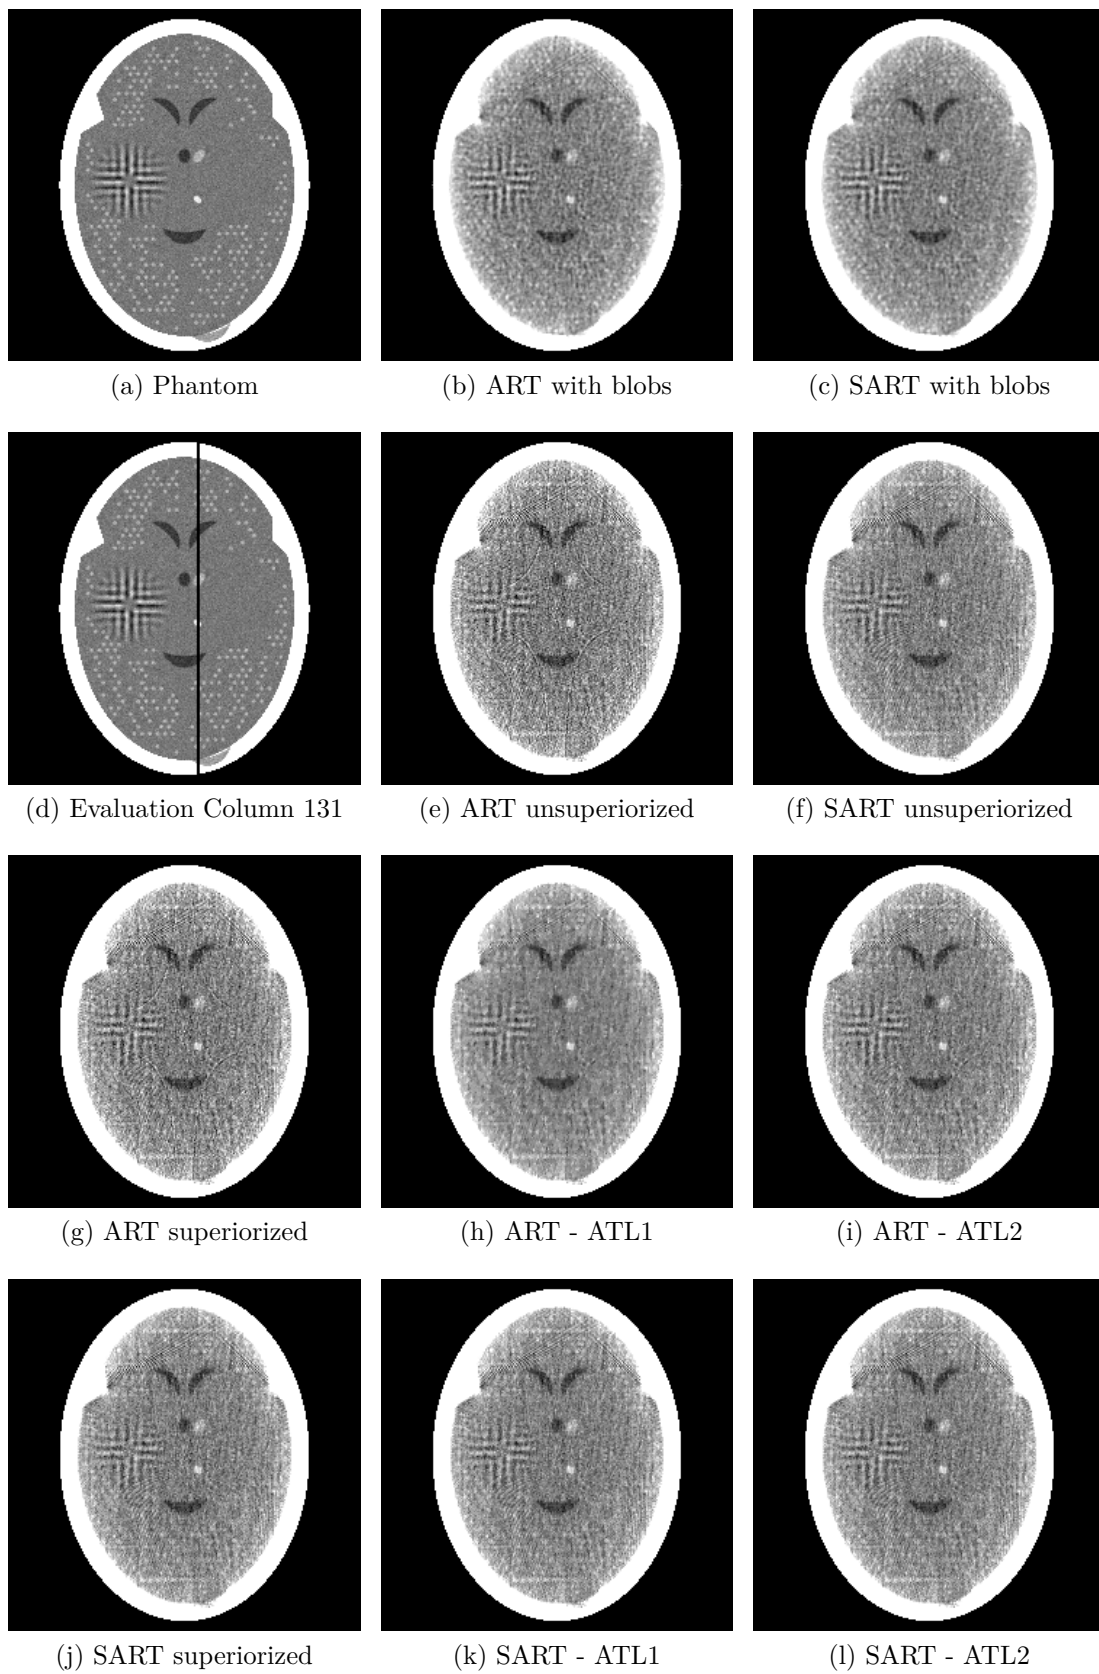 (a) Phantom
(b) ART with blobs
(c) SART with blobs
(d) Evaluation Column 131
(e) ART unsuperiorized
(f) SART unsuperiorized
(g) ART superiorized
(h) ART - ATL1
(i) ART - ATL2
(j) SART superiorized
(k) SART - ATL1
(l) SART - ATL2